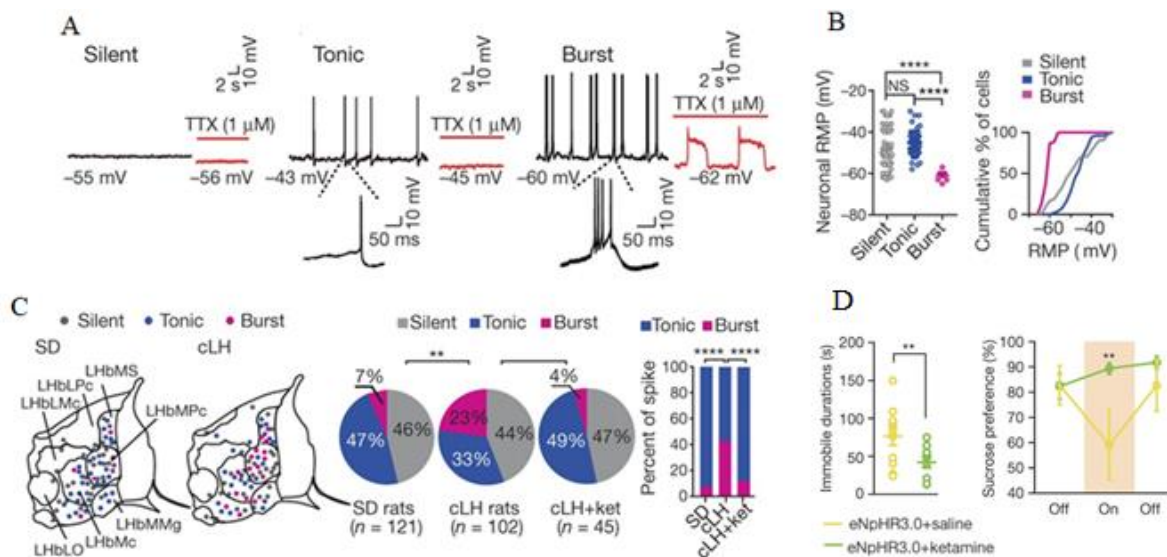 A
Silent
2 s
10 mV
TTX (1 µM)
–55 mV
–56 mV
Tonic
2 s
10 mV
TTX (1 µM)
–43 mV
–45 mV
50 ms
10 mV
Burst
2 s
10 mV
TTX (1 µM)
–60 mV
–62 mV
50 ms
10 mV
B
Neuronal RMP (mV)
–20
–40
–60
–80
****
NS
****
Silent
Tonic
Burst
Silent
Tonic
Burst
Cumulative % of cells
100
50
0
–60
–40
RMP (mV)
C
Silent Tonic Burst
SD
cLH
LHbMS
LHbLPc
LHbLMc
LHbMPc
LHbMMg
LHbMc
LHbLO
Silent Tonic Burst
**
7%
47%
46%
SD rats
(n = 121)
23%
33%
44%
cLH rats
(n = 102)
4%
49%
47%
cLH+ket
(n = 45)
Tonic Burst
**** ****
Percent of spike
100
80
60
40
20
0
SD
cLH
cLH+ket
D
Immobile durations (s)
200
150
100
50
0
**
Sucrose preference (%)
100
90
80
70
60
50
40
**
Off
On
Off
eNpHR3.0+saline
eNpHR3.0+ketamine